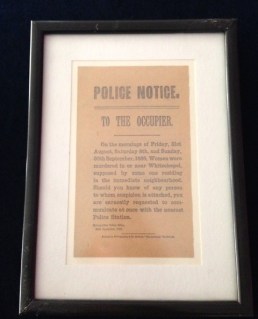 POLICE NOTICE.
TO THE OCCUPIER.
On the mornings of Friday, 31st
August, Saturday 8th, and Sunday,
30th September, 1888, Women were
murdered in or near Whitechapel,
supposed by some one residing
in the immediate neighbourhood.
Should you know of any person
to whom suspicion is attached, you
are earnestly requested to com-
municate at once with the nearest
Police Station.